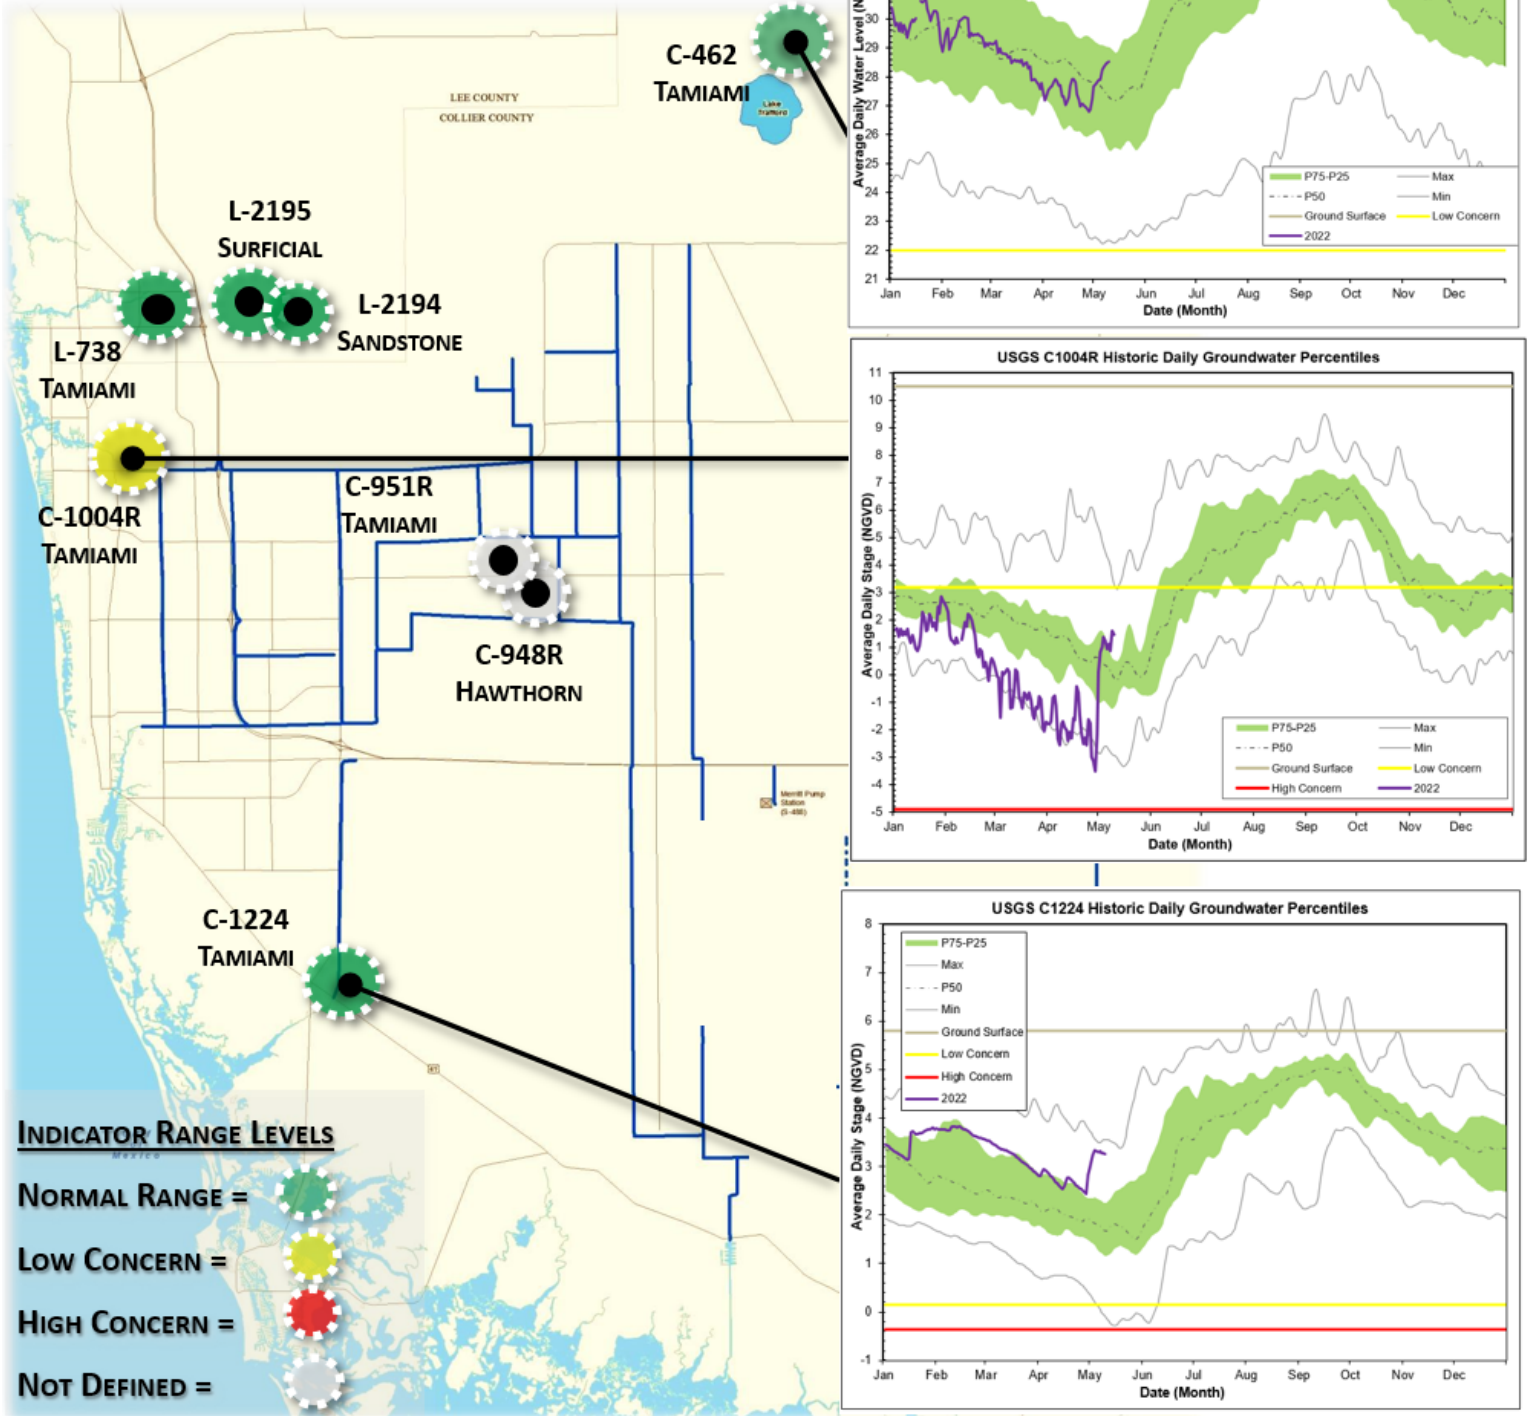 C-462
TAMIAMI
Lake
Trafford
LEE COUNTY
COLLIER COUNTY
L-2195
SURFICIAL
L-2194
SANDSTONE
L-738
TAMIAMI
C-1004R
TAMIAMI
C-951R
TAMIAMI
C-948R
HAWTHORN
Merritt Pump
Station
(S-488)
C-1224
TAMIAMI
41
INDICATOR RANGE LEVELS
Mexico
NORMAL RANGE =
LOW CONCERN =
HIGH CONCERN =
NOT DEFINED =
Average Daily Water Level (N
30
29
28
27
26
25
24
23
22
21
P75-P25
Max
P50
Min
Ground Surface
Low Concern
2022
Jan Feb Mar Apr May Jun Jul Aug Sep Oct Nov Dec
Date (Month)
USGS C1004R Historic Daily Groundwater Percentiles
Average Daily Stage (NGVD)
11
10
9
8
7
6
5
4
3
2
1
0
-1
-2
-3
-4
-5
P75-P25
Max
P50
Min
Ground Surface
Low Concern
High Concern
2022
Jan Feb Mar Apr May Jun Jul Aug Sep Oct Nov Dec
Date (Month)
USGS C1224 Historic Daily Groundwater Percentiles
Average Daily Stage (NGVD)
8
7
6
5
4
3
2
1
0
-1
P75-P25
Max
P50
Min
Ground Surface
Low Concern
High Concern
2022
Jan Feb Mar Apr May Jun Jul Aug Sep Oct Nov Dec
Date (Month)